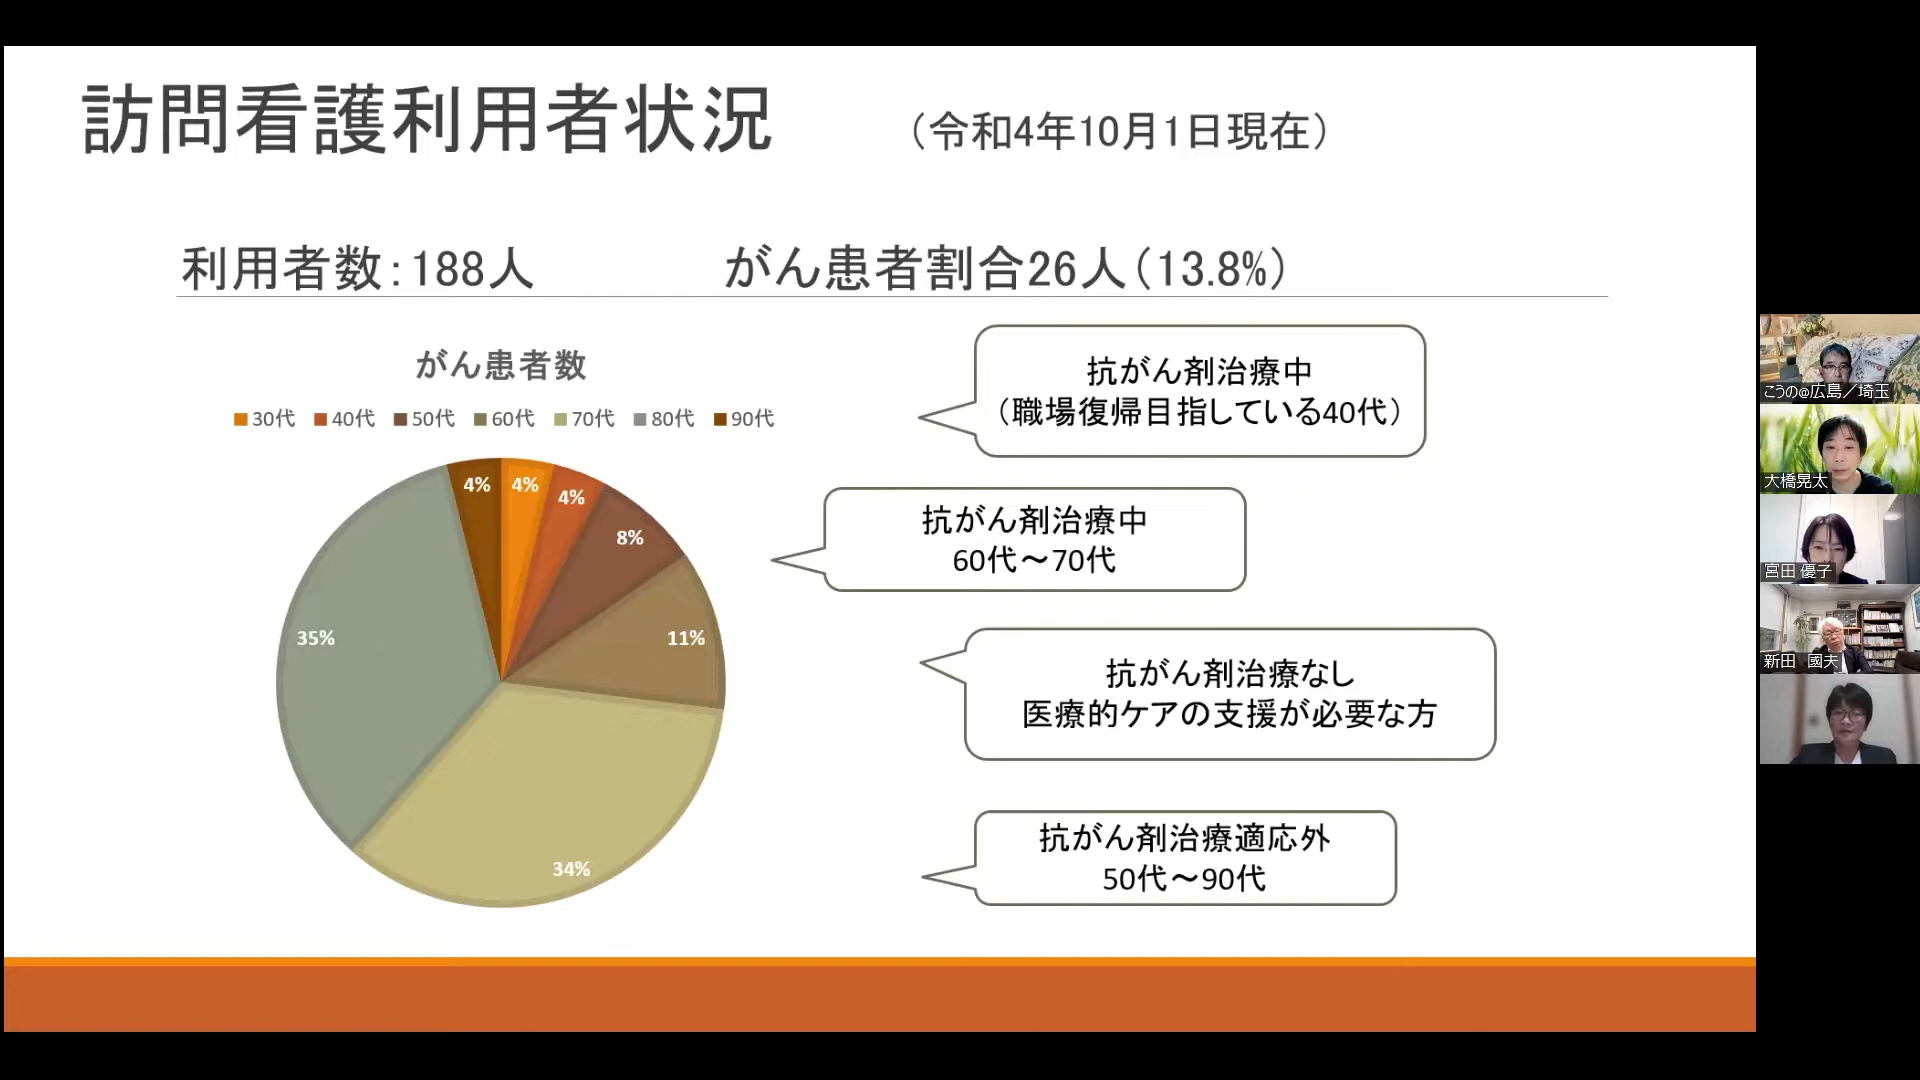 訪問看護利用者状況 （令和4年10月1日現在）
利用者数：188人 がん患者割合26人（13.8%）
がん患者数
30代 40代 50代 60代 70代 80代 90代
4%
4%
4%
8%
11%
34%
35%
抗がん剤治療中
（職場復帰目指している40代）
抗がん剤治療中
60代～70代
抗がん剤治療なし
医療的ケアの支援が必要な方
抗がん剤治療適応外
50代～90代
こうの@広島／埼玉
大橋晃太
宮田 優子
新田 國夫